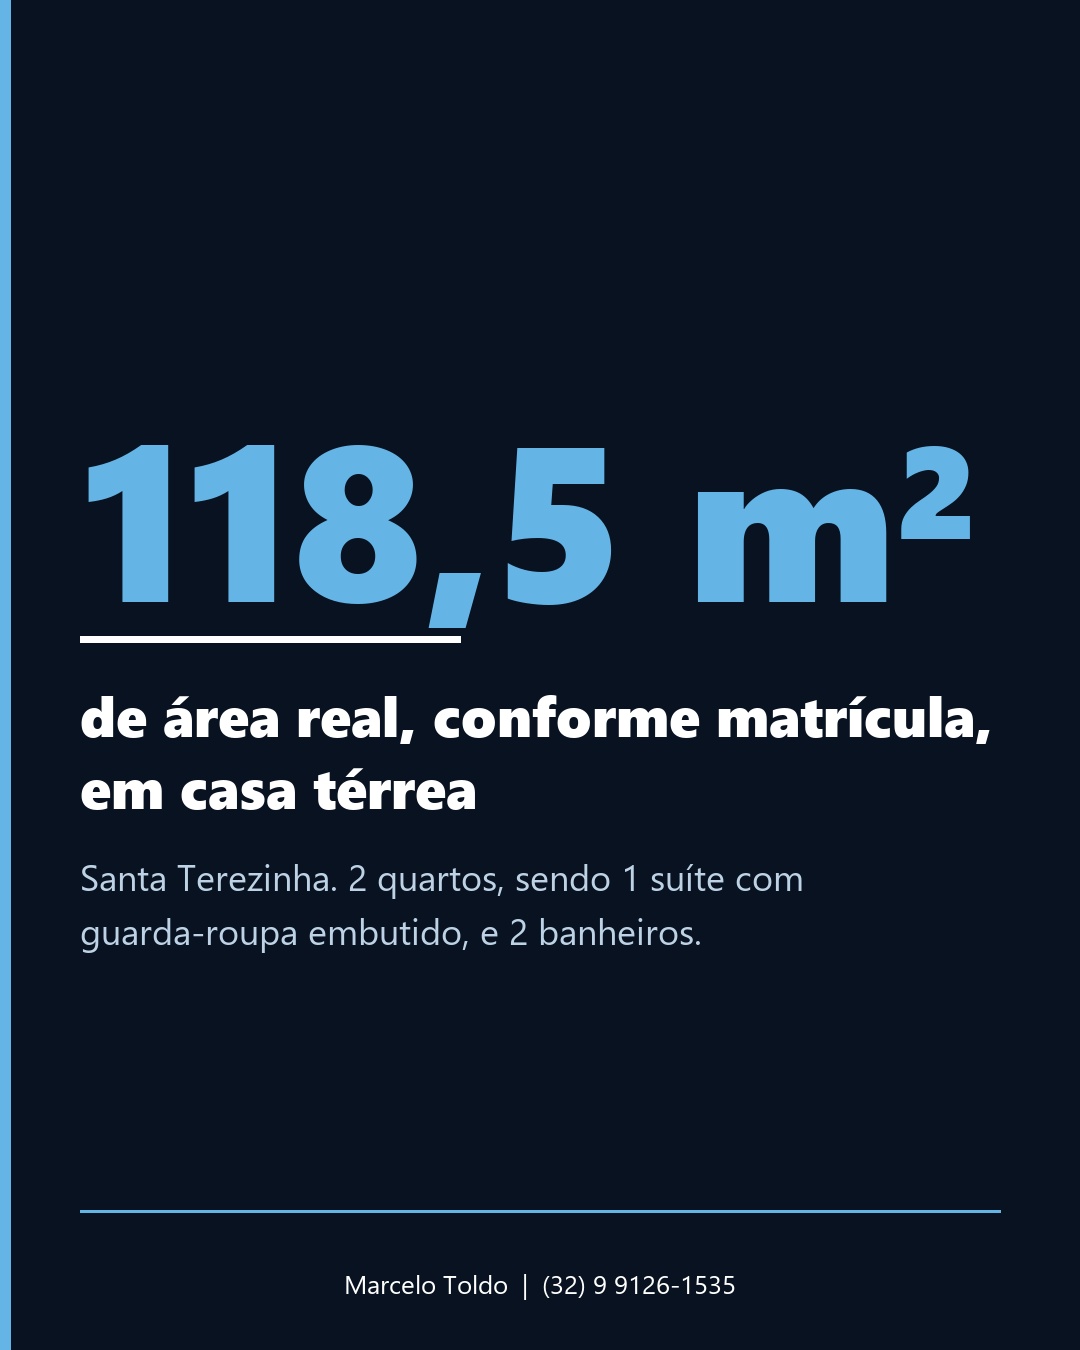 118,5 m²
de área real, conforme matrícula,
em casa térrea
Santa Terezinha. 2 quartos, sendo 1 suíte com
guarda-roupa embutido, e 2 banheiros.
Marcelo Toldo | (32) 9 9126-1535